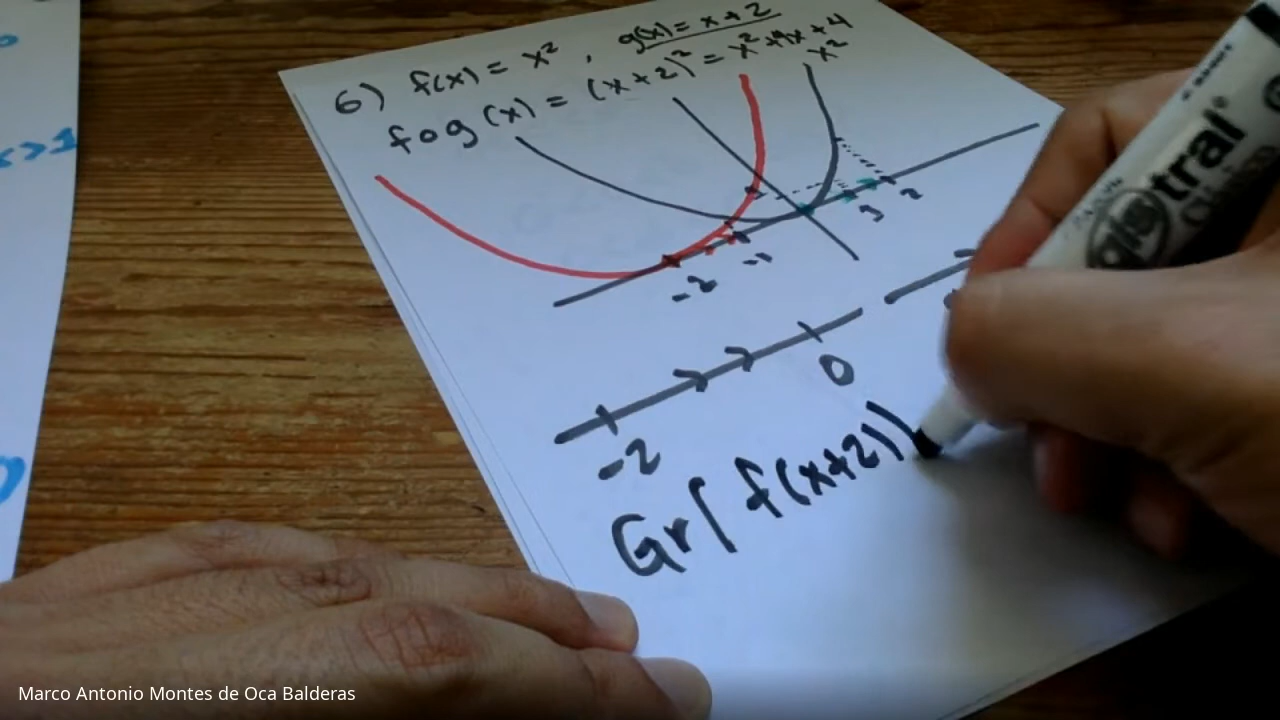 6) f(x) = x², g(x) = x+2
fog(x) = (x+2)² = x²+4x+4
x²
-2
-1
2
-2
0
Gr(f(x+2))
Marco Antonio Montes de Oca Balderas